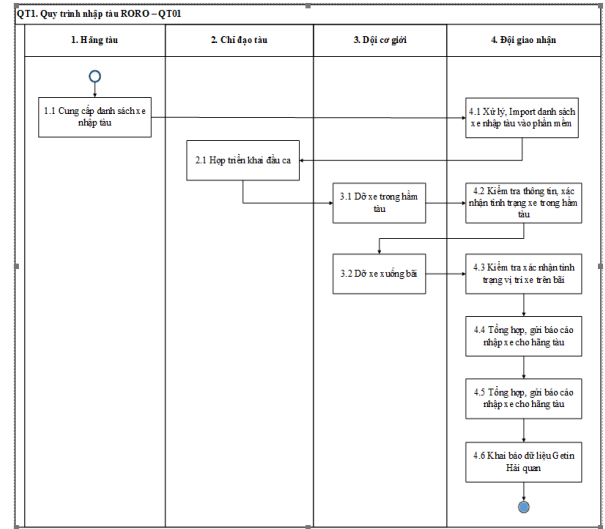 QT1. Quy trình nhập tàu RORO – QT01
1. Hãng tàu
2. Chỉ đạo tàu
3. Đội cơ giới
4. Đội giao nhận
1.1 Cung cấp danh sách xe
nhập tàu
4.1 Xử lý, Import danh sách
xe nhập tàu vào phần mềm
2.1 Họp triển khai đầu ca
3.1 Dỡ xe trong hầm
tàu
4.2 Kiểm tra thông tin, xác
nhận tình trạng xe trong hầm
tàu
3.2 Dỡ xe xuống bãi
4.3 Kiểm tra xác nhận tình
trạng vị trí xe trên bãi
4.4 Tổng hợp, gửi báo cáo
nhập xe cho hãng tàu
4.5 Tổng hợp, gửi báo cáo
nhập xe cho hãng tàu
4.6 Khai báo dữ liệu Getin
Hải quan